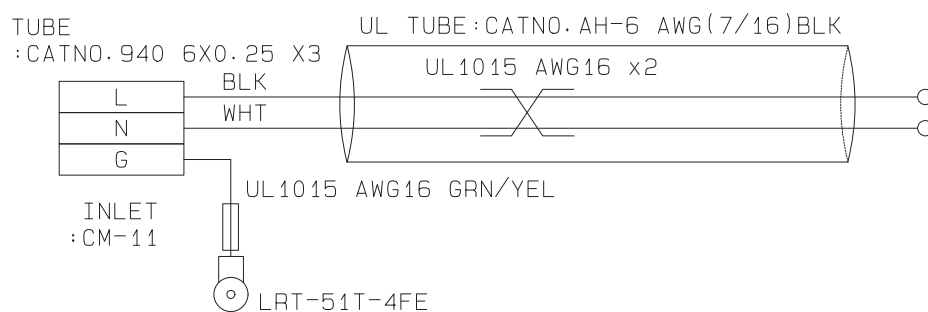 TUBE
:CATNO.940 6X0.25 X3
UL TUBE:CATNO.AH-6 AWG(7/16)BLK
UL1015 AWG16 x2
BLK
L
WHT
N
G
UL1015 AWG16 GRN/YEL
INLET
:CM-11
LRT-51T-4FE